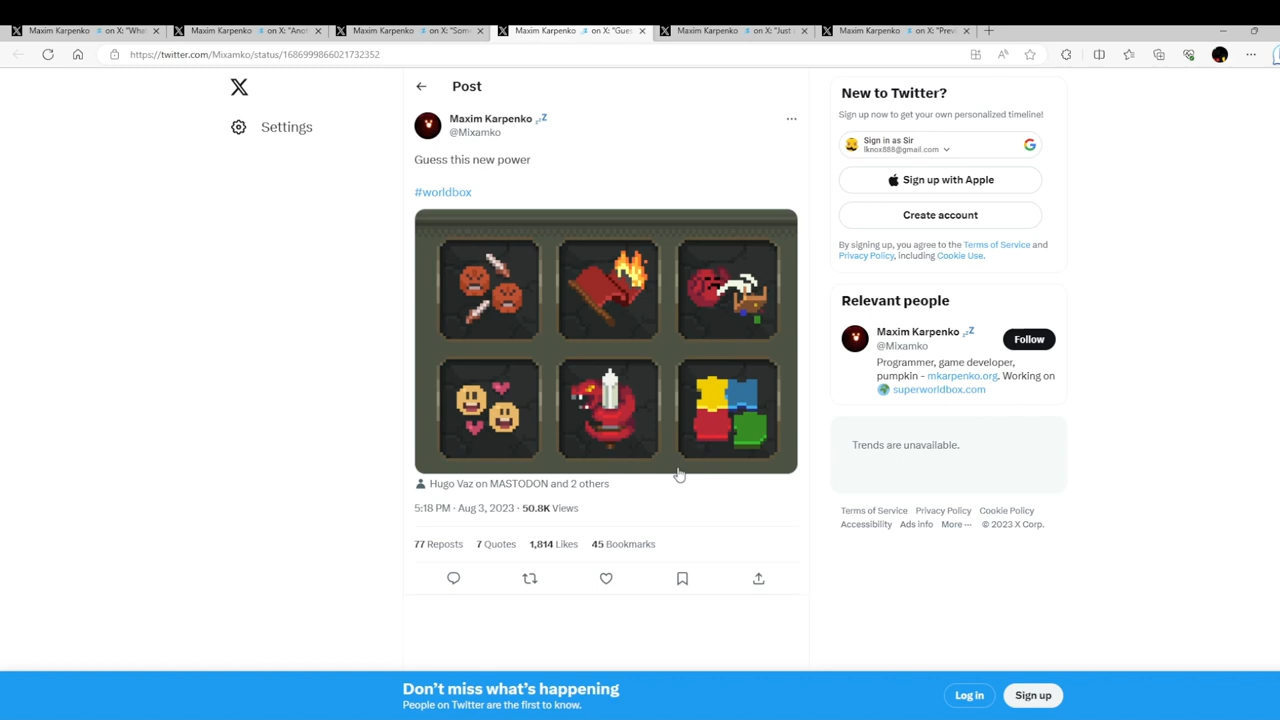 Maxim Karpenko on X: "Wha
Maxim Karpenko on X: "Anot
Maxim Karpenko on X: "Som
Maxim Karpenko on X: "Gues
Maxim Karpenko on X: "Just
Maxim Karpenko on X: "Previ
https://twitter.com/Mixamko/status/1686999866021732352
Settings
Post
Maxim Karpenko
@Mixamko
Guess this new power
#worldbox
Hugo Vaz on MASTODON and 2 others
5:18 PM · Aug 3, 2023 · 50.8K Views
77 Reposts 7 Quotes 1,814 Likes 45 Bookmarks
New to Twitter?
Sign up now to get your own personalized timeline!
Sign in as Sir
lknox888@gmail.com
Sign up with Apple
Create account
By signing up, you agree to the Terms of Service and
Privacy Policy, including Cookie Use.
Relevant people
Maxim Karpenko
@Mixamko
Follow
Programmer, game developer,
pumpkin - mkarpenko.org. Working on
superworldbox.com
Trends are unavailable.
Terms of Service Privacy Policy Cookie Policy
Accessibility Ads info More ··· © 2023 X Corp.
Don’t miss what’s happening
People on Twitter are the first to know.
Log in
Sign up